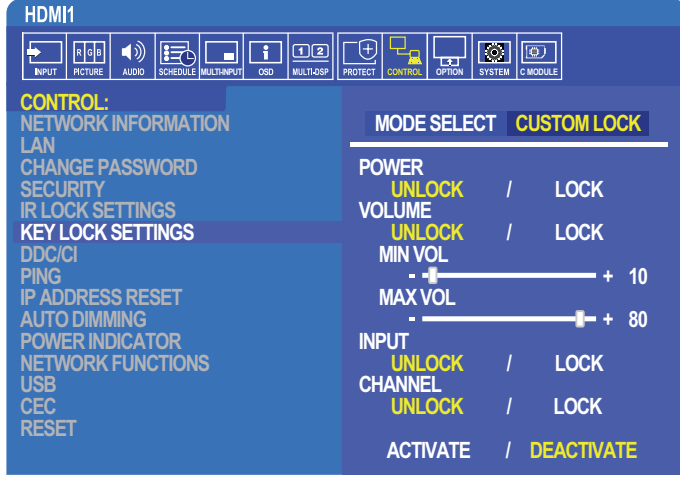 HDMI1
R G B
1 2
INPUT PICTURE AUDIO SCHEDULE MULTI-INPUT OSD MULTI-DSP PROTECT CONTROL OPTION SYSTEM C MODULE
CONTROL:
NETWORK INFORMATION
LAN
CHANGE PASSWORD
SECURITY
IR LOCK SETTINGS
KEY LOCK SETTINGS
DDC/CI
PING
IP ADDRESS RESET
AUTO DIMMING
POWER INDICATOR
NETWORK FUNCTIONS
USB
CEC
RESET
MODE SELECT CUSTOM LOCK
POWER
UNLOCK / LOCK
VOLUME
UNLOCK / LOCK
MIN VOL
- + 10
MAX VOL
- + 80
INPUT
UNLOCK / LOCK
CHANNEL
UNLOCK / LOCK
ACTIVATE / DEACTIVATE